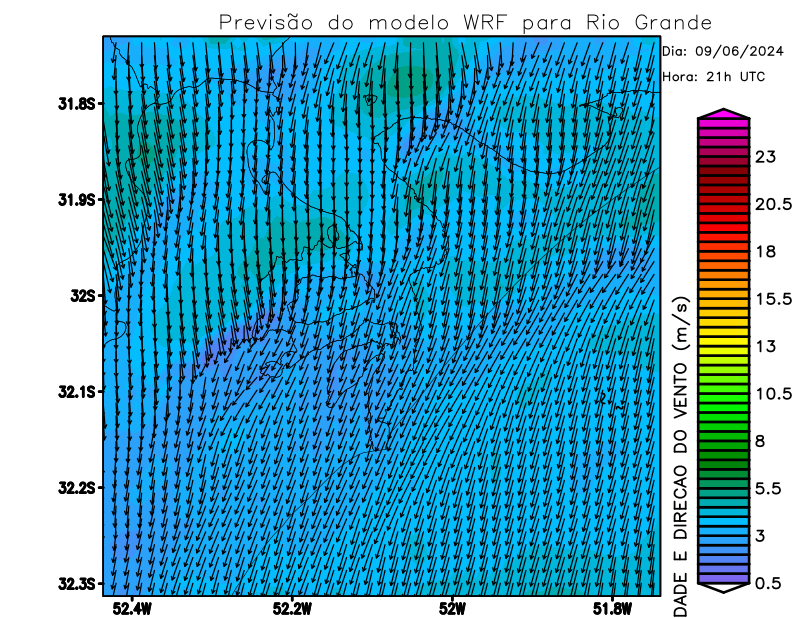 Previsão do modelo WRF para Rio Grande
Dia: 09/06/2024
Hora: 21h UTC
31.8S
31.9S
32S
32.1S
32.2S
32.3S
52.4W
52.2W
52W
51.8W
23
20.5
18
15.5
13
10.5
8
5.5
3
0.5
DADE E DIRECAO DO VENTO (m/s)